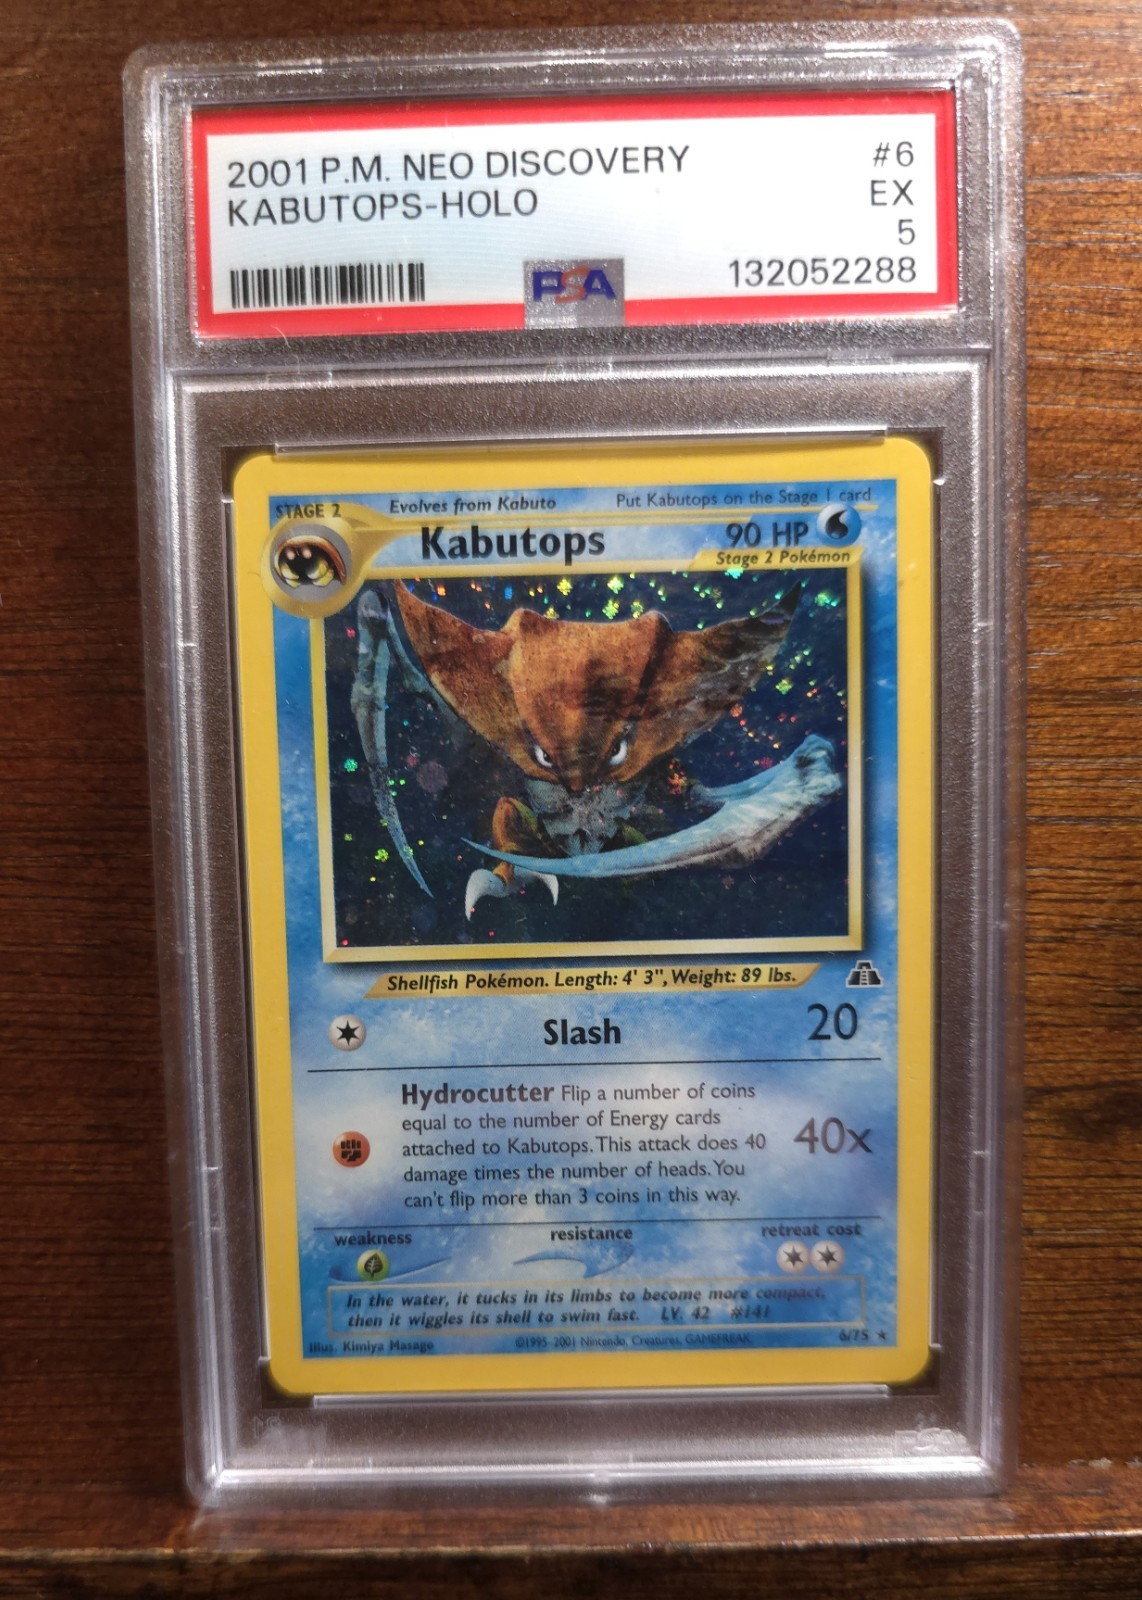 2001 P.M. NEO DISCOVERY #6
KABUTOPS-HOLO EX
5
PSA 132052288
STAGE 2 Evolves from Kabuto Put Kabutops on the Stage 1 card
Kabutops 90 HP
Stage 2 Pokémon
Shellfish Pokémon. Length: 4' 3", Weight: 89 lbs.
Slash 20
Hydrocutter Flip a number of coins
equal to the number of Energy cards
attached to Kabutops. This attack does 40
damage times the number of heads. You
can't flip more than 3 coins in this way.
40x
weakness resistance retreat cost
In the water, it tucks in its limbs to become more compact,
then it wiggles its shell to swim fast. LV. 42 #141
Illus. Kimiya Masago ©1995-2001 Nintendo, Creatures, GAMEFREAK. 6/75 ★